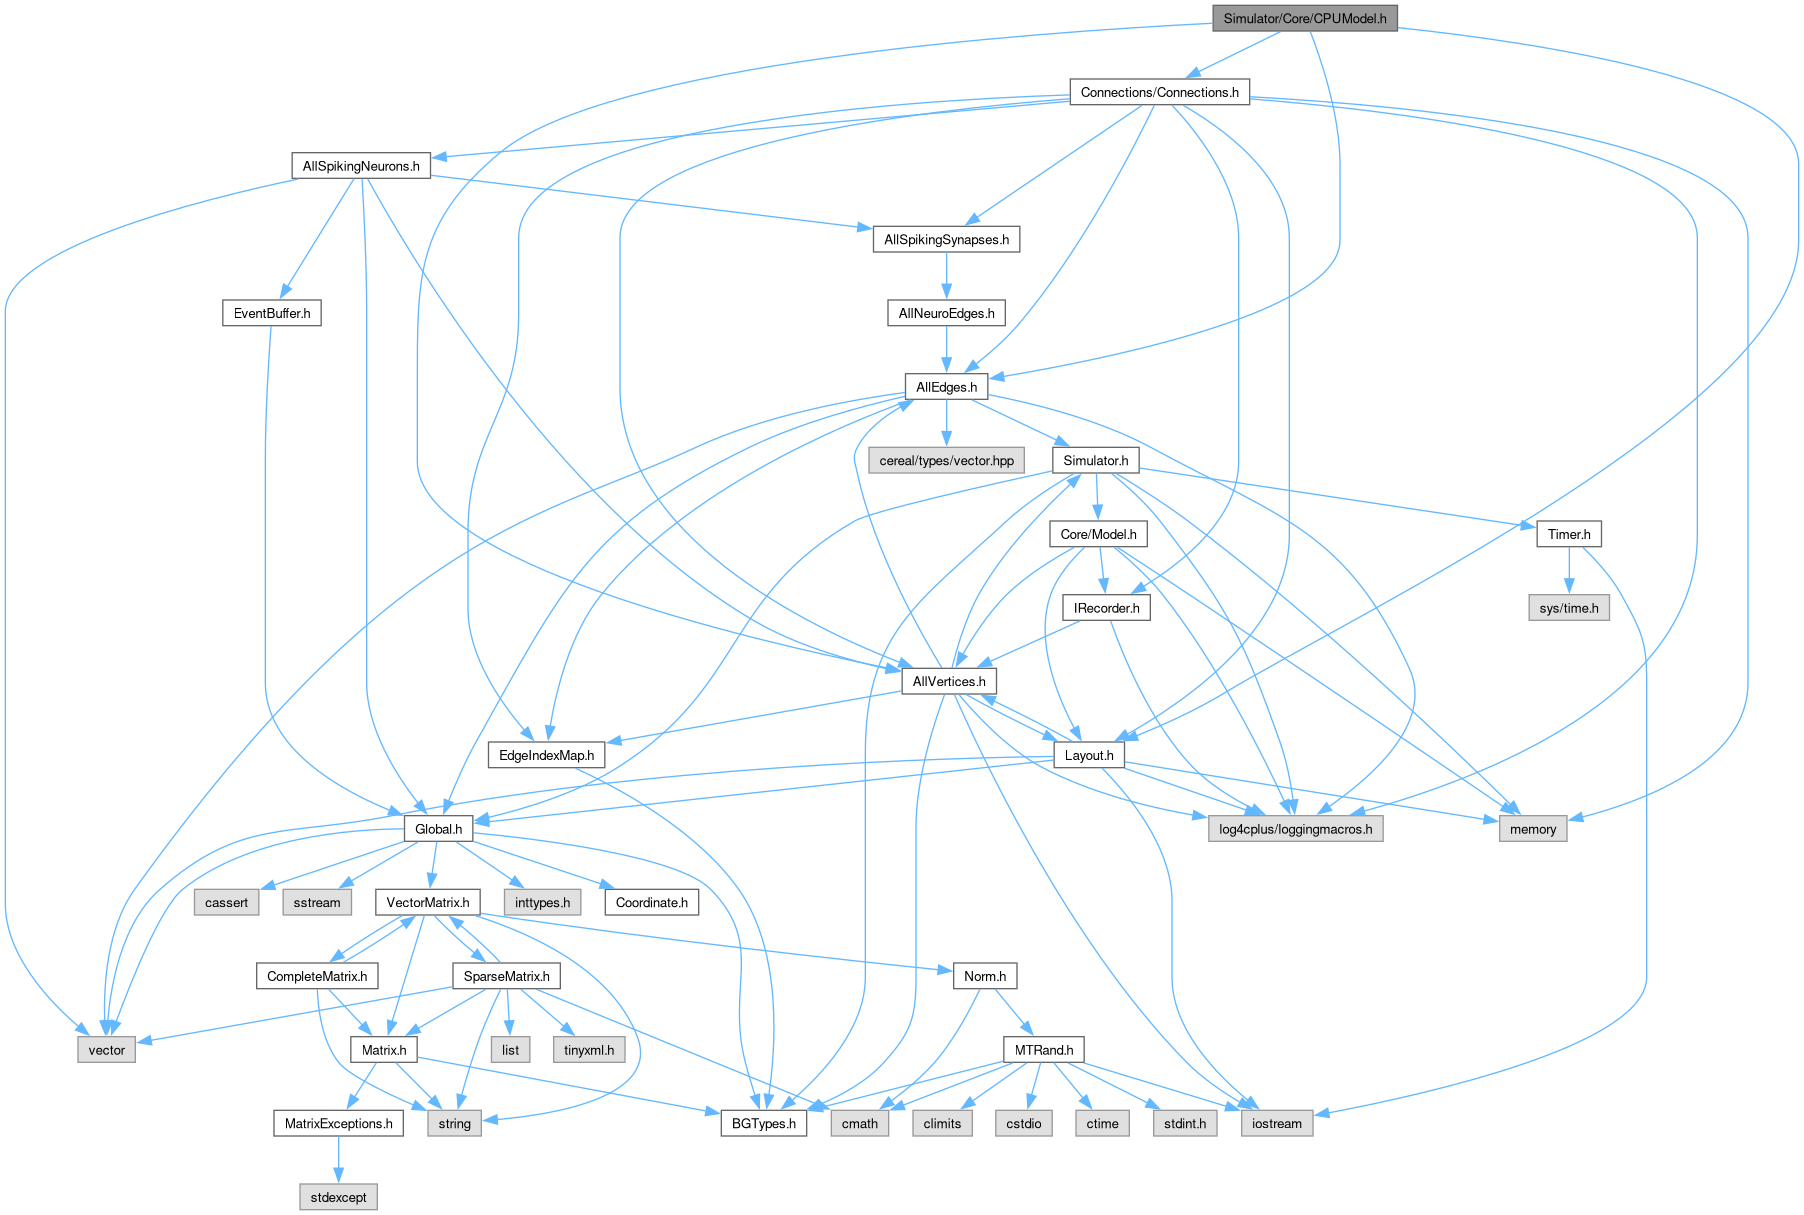 Simulator/Core/CPUModel.h
Connections/Connections.h
AllSpikingNeurons.h
AllSpikingSynapses.h
EventBuffer.h
AllNeuroEdges.h
AllEdges.h
cereal/types/vector.hpp
Simulator.h
Core/Model.h
Timer.h
IRecorder.h
sys/time.h
AllVertices.h
EdgeIndexMap.h
Layout.h
Global.h
log4cplus/loggingmacros.h
memory
cassert
sstream
VectorMatrix.h
inttypes.h
Coordinate.h
CompleteMatrix.h
SparseMatrix.h
Norm.h
vector
Matrix.h
list
tinyxml.h
MTRand.h
MatrixExceptions.h
string
BGTypes.h
cmath
climits
cstdio
ctime
stdint.h
iostream
stdexcept